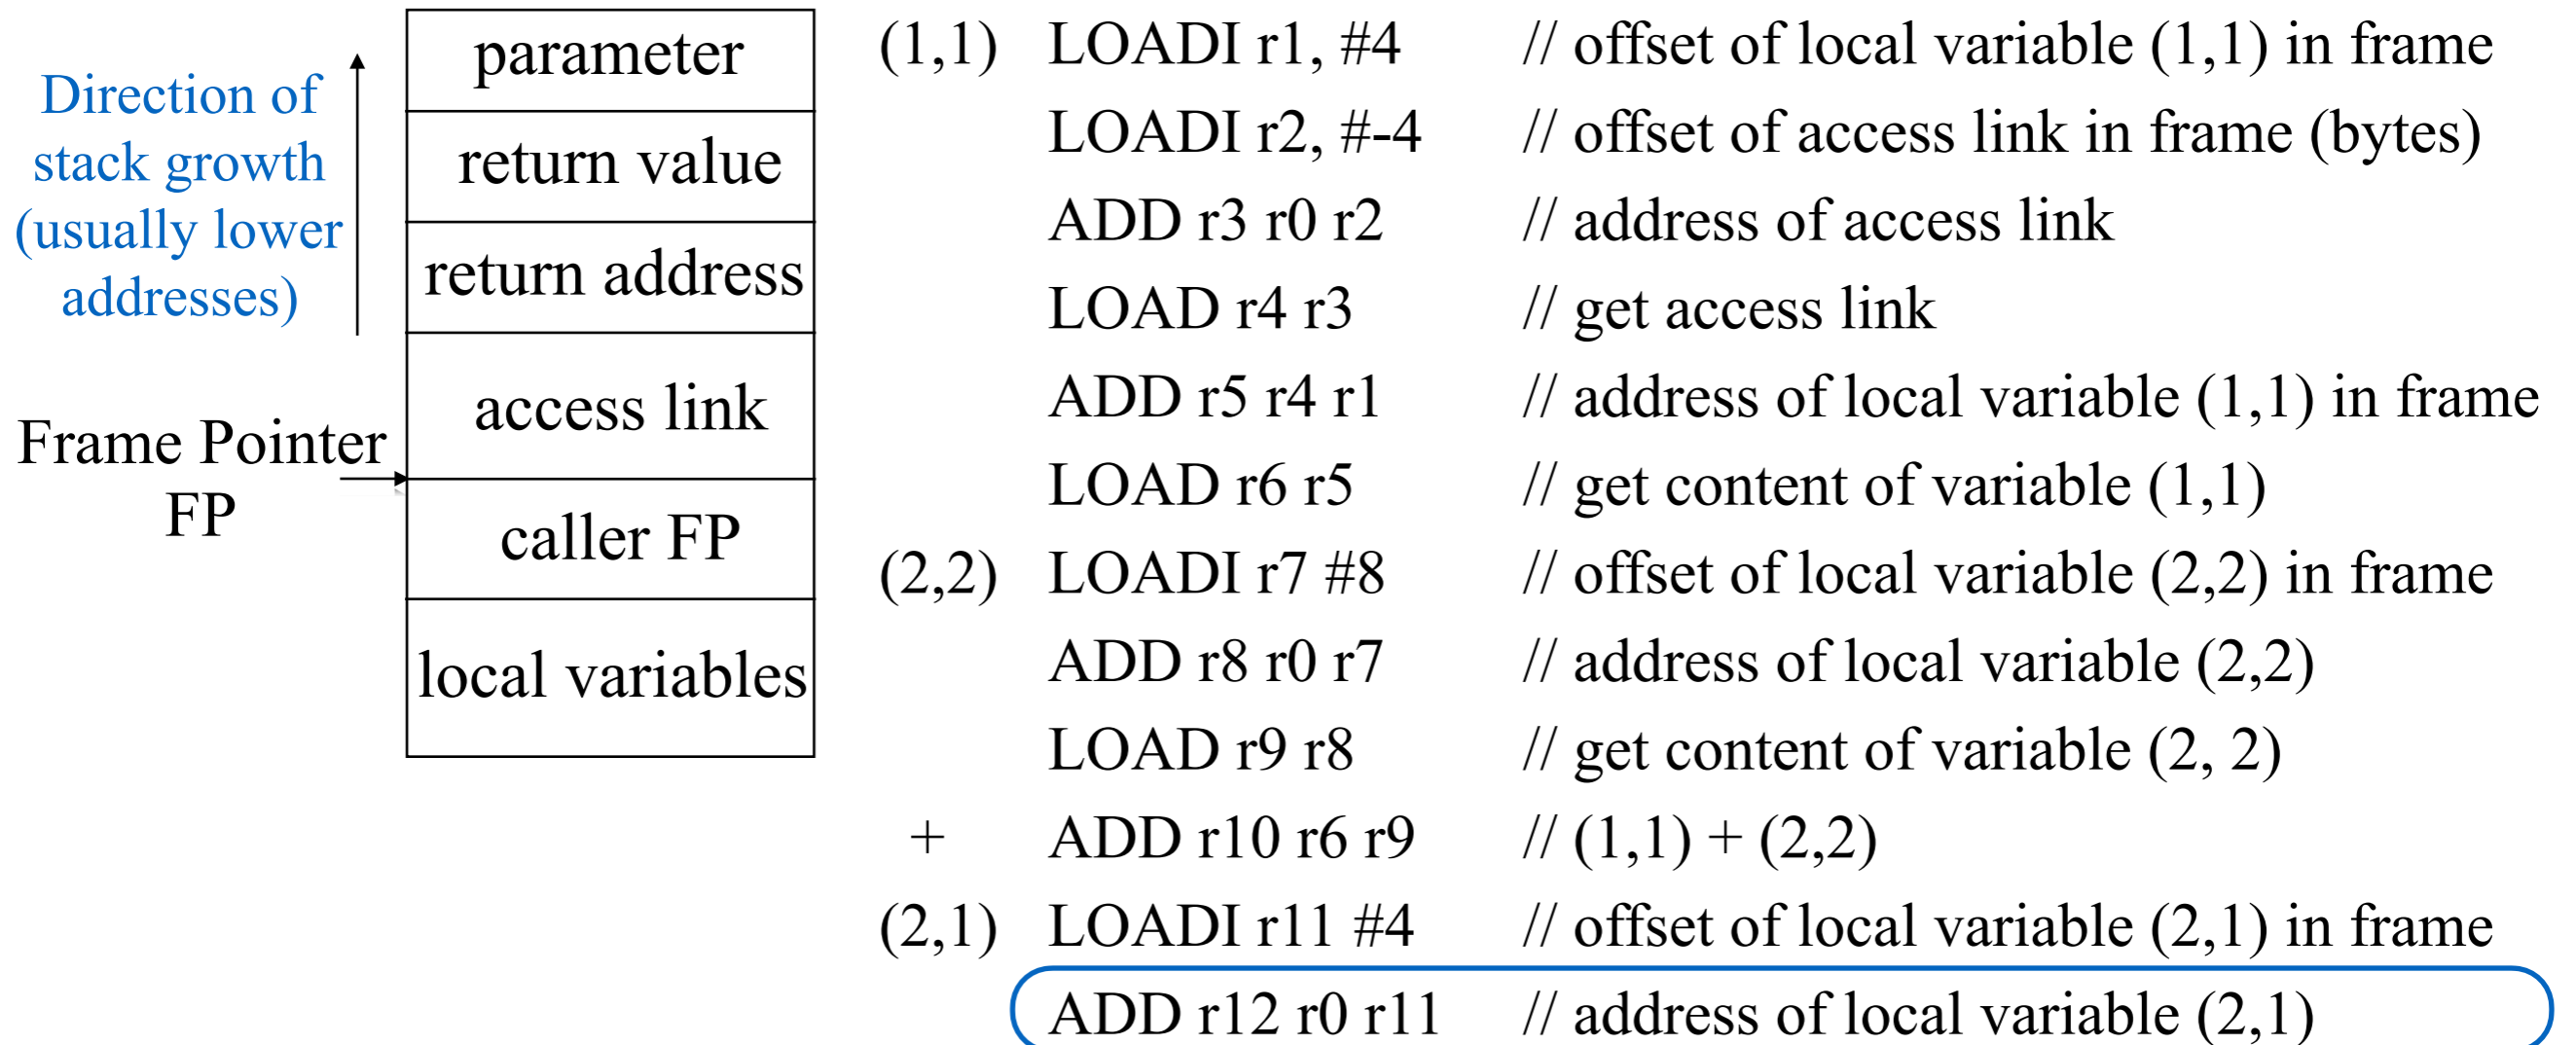 parameter
return value
return address
access link
caller FP
local variables
Direction of
stack growth
(usually lower
addresses)
Frame Pointer
FP
(1,1) LOADI r1, #4 // offset of local variable (1,1) in frame
LOADI r2, #-4 // offset of access link in frame (bytes)
ADD r3 r0 r2 // address of access link
LOAD r4 r3 // get access link
ADD r5 r4 r1 // address of local variable (1,1) in frame
LOAD r6 r5 // get content of variable (1,1)
(2,2) LOADI r7 #8 // offset of local variable (2,2) in frame
ADD r8 r0 r7 // address of local variable (2,2)
LOAD r9 r8 // get content of variable (2, 2)
+ ADD r10 r6 r9 // (1,1) + (2,2)
(2,1) LOADI r11 #4 // offset of local variable (2,1) in frame
ADD r12 r0 r11 // address of local variable (2,1)